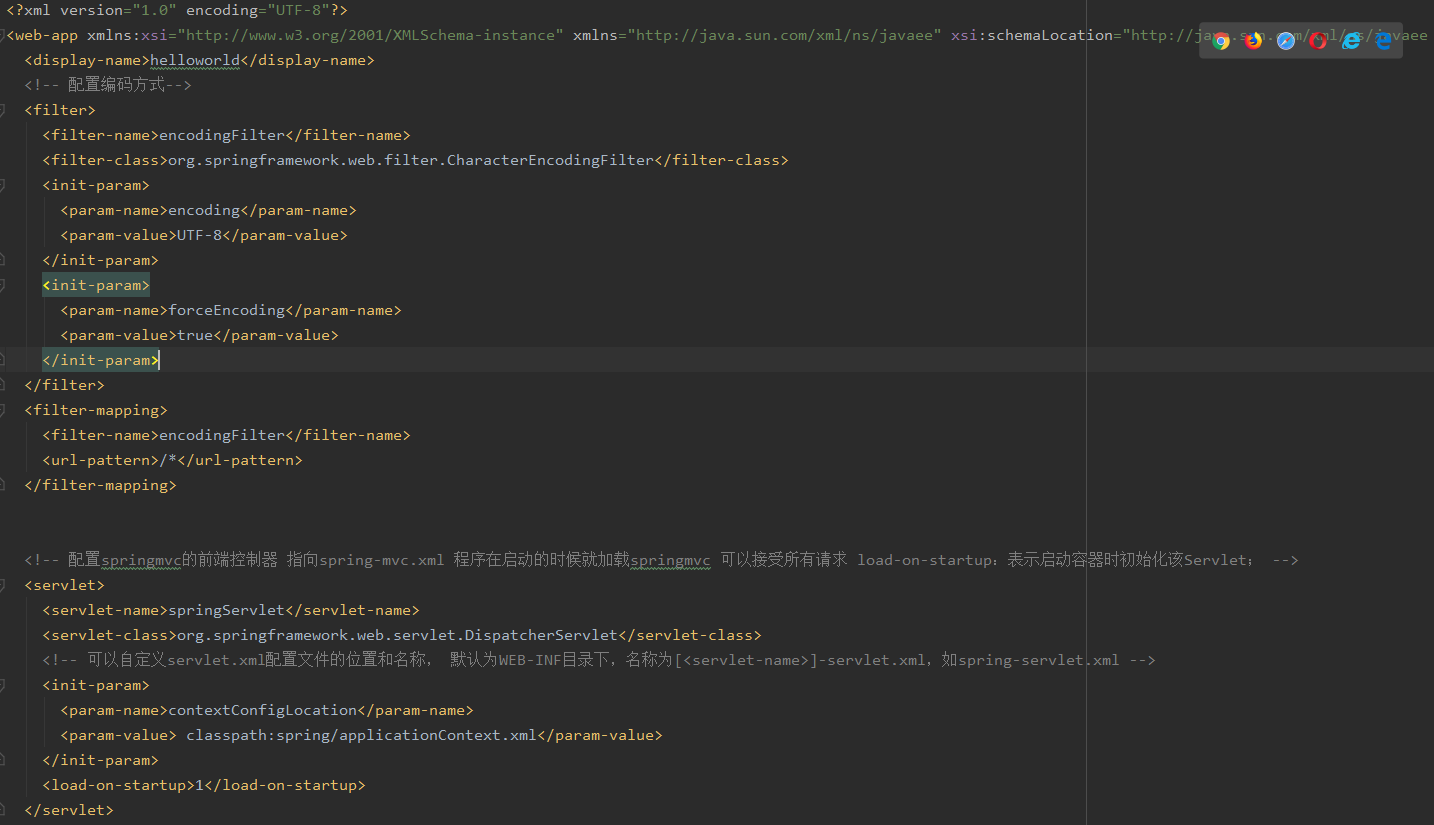 <?xml version="1.0" encoding="UTF-8"?>
<web-app xmlns:xsi="http://www.w3.org/2001/XMLSchema-instance" xmlns="http://java.sun.com/xml/ns/javaee" xsi:schemaLocation="http://java.sun.com/xml/ns/javaee
<display-name>helloworld</display-name>
<!-- 配置编码方式-->
<filter>
<filter-name>encodingFilter</filter-name>
<filter-class>org.springframework.web.filter.CharacterEncodingFilter</filter-class>
<init-param>
<param-name>encoding</param-name>
<param-value>UTF-8</param-value>
</init-param>
<init-param>
<param-name>forceEncoding</param-name>
<param-value>true</param-value>
</init-param>
</filter>
<filter-mapping>
<filter-name>encodingFilter</filter-name>
<url-pattern>/*</url-pattern>
</filter-mapping>
<!-- 配置springmvc的前端控制器 指向spring-mvc.xml 程序在启动的时候就加载springmvc 可以接受所有请求 load-on-startup：表示启动容器时初始化该Servlet； -->
<servlet>
<servlet-name>springServlet</servlet-name>
<servlet-class>org.springframework.web.servlet.DispatcherServlet</servlet-class>
<!-- 可以自定义servlet.xml配置文件的位置和名称， 默认为WEB-INF目录下，名称为[<servlet-name>]-servlet.xml，如spring-servlet.xml -->
<init-param>
<param-name>contextConfigLocation</param-name>
<param-value> classpath:spring/applicationContext.xml</param-value>
</init-param>
<load-on-startup>1</load-on-startup>
</servlet>